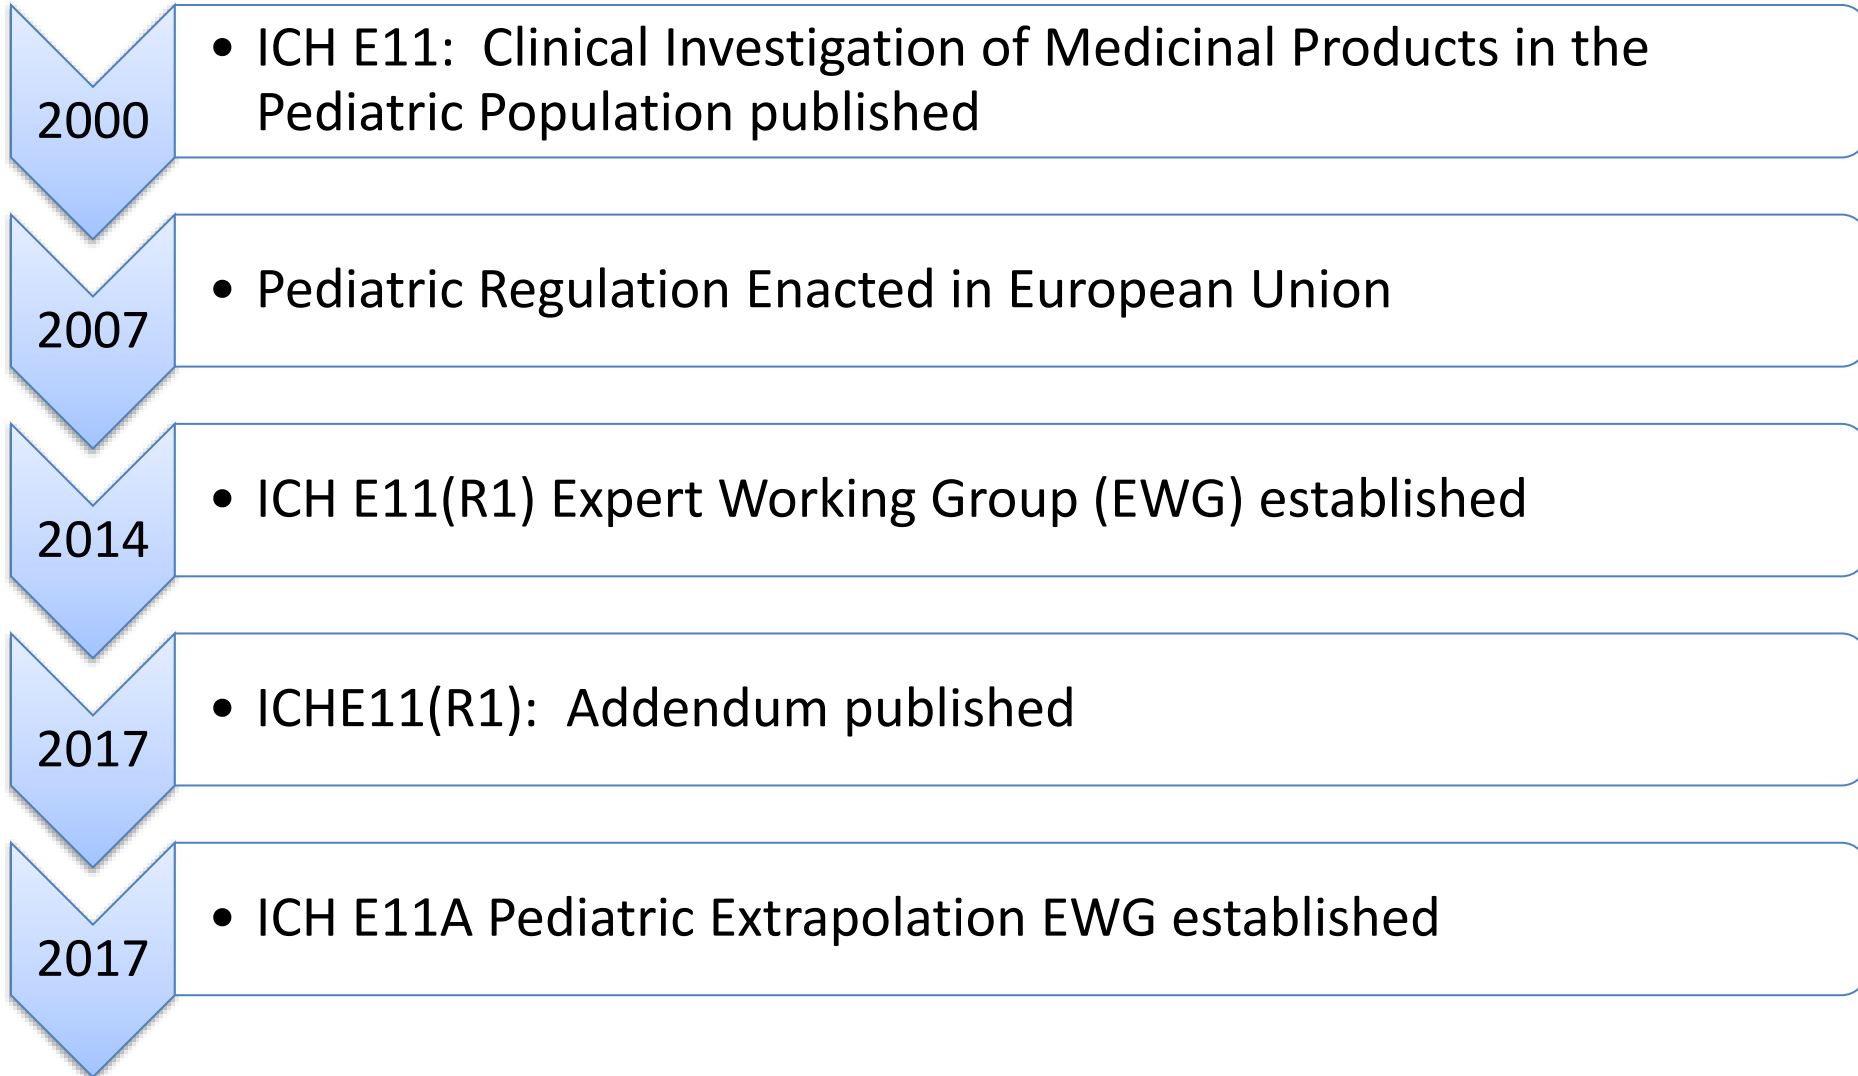 2000
• ICH E11:  Clinical Investigation of Medicinal Products in the
Pediatric Population published
2007
• Pediatric Regulation Enacted in European Union
2014
• ICH E11(R1) Expert Working Group (EWG) established
2017
• ICHE11(R1):  Addendum published
2017
• ICH E11A Pediatric Extrapolation EWG established